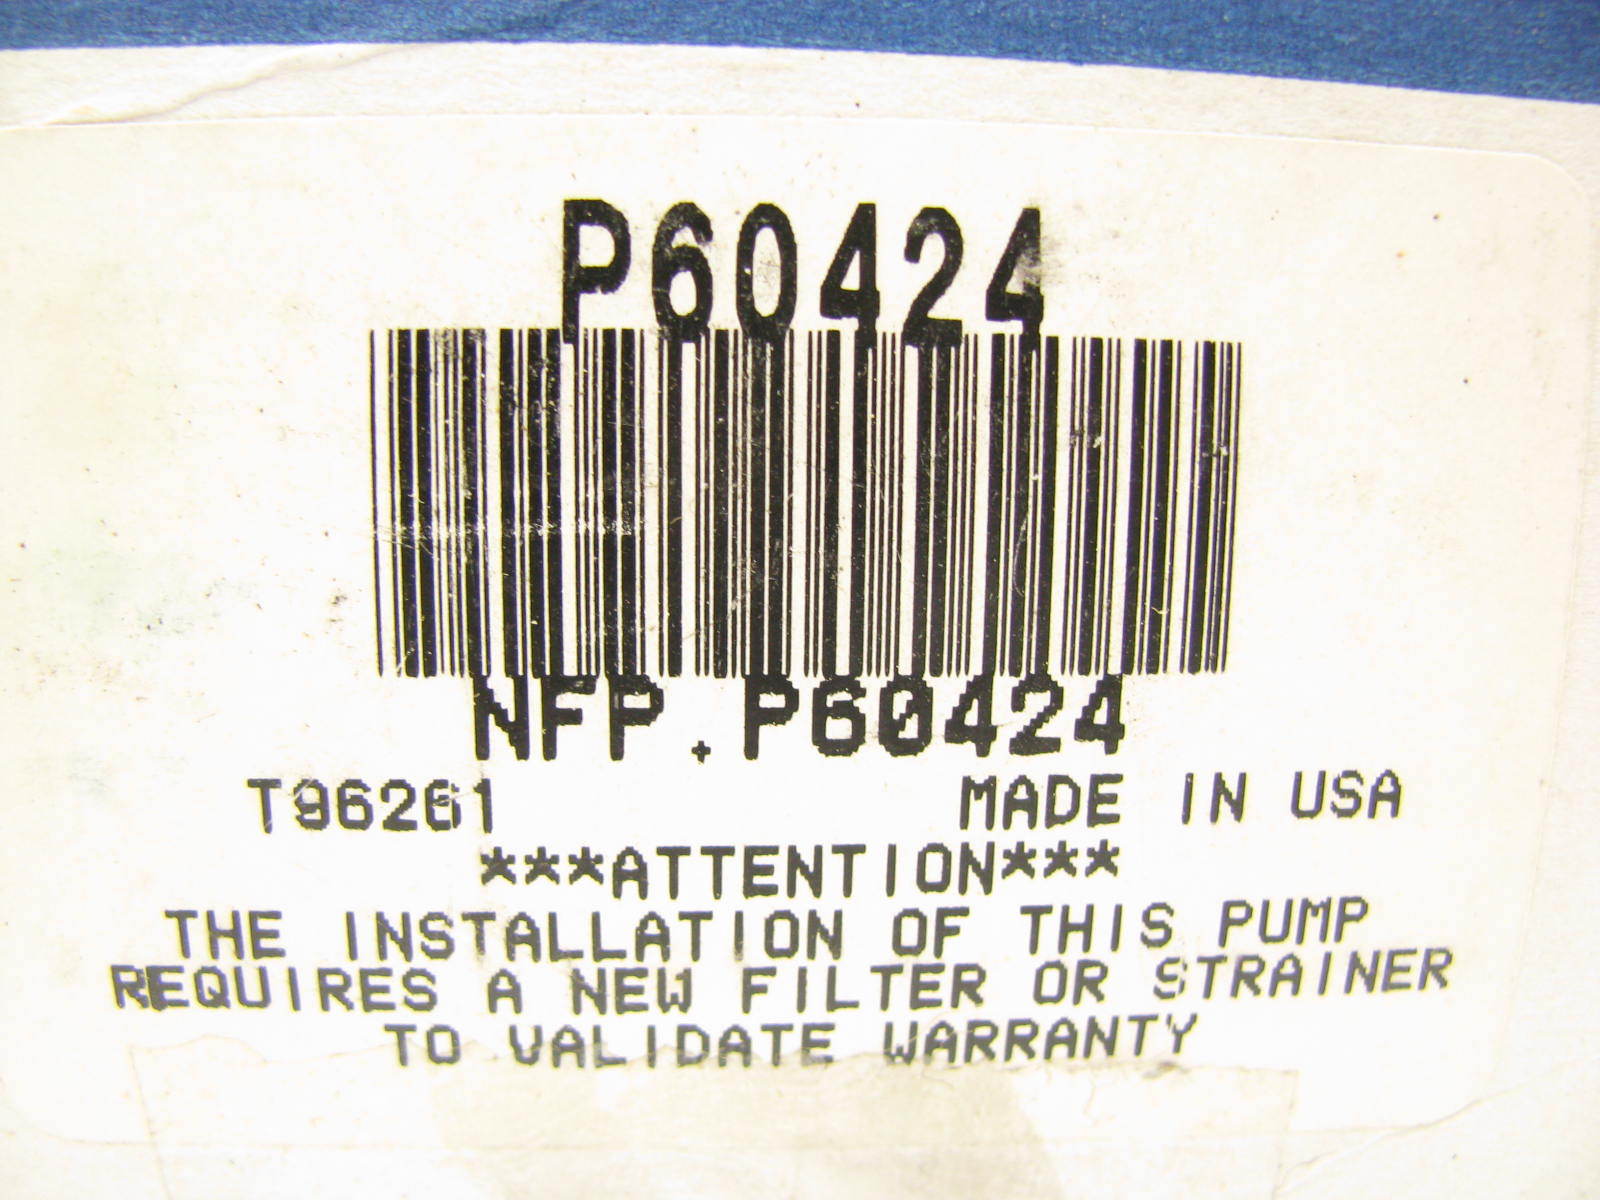 P60424
NFP.P60424
T96261 MADE IN USA
***ATTENTION***
THE INSTALLATION OF THIS PUMP
REQUIRES A NEW FILTER OR STRAINER
TO VALIDATE WARRANTY